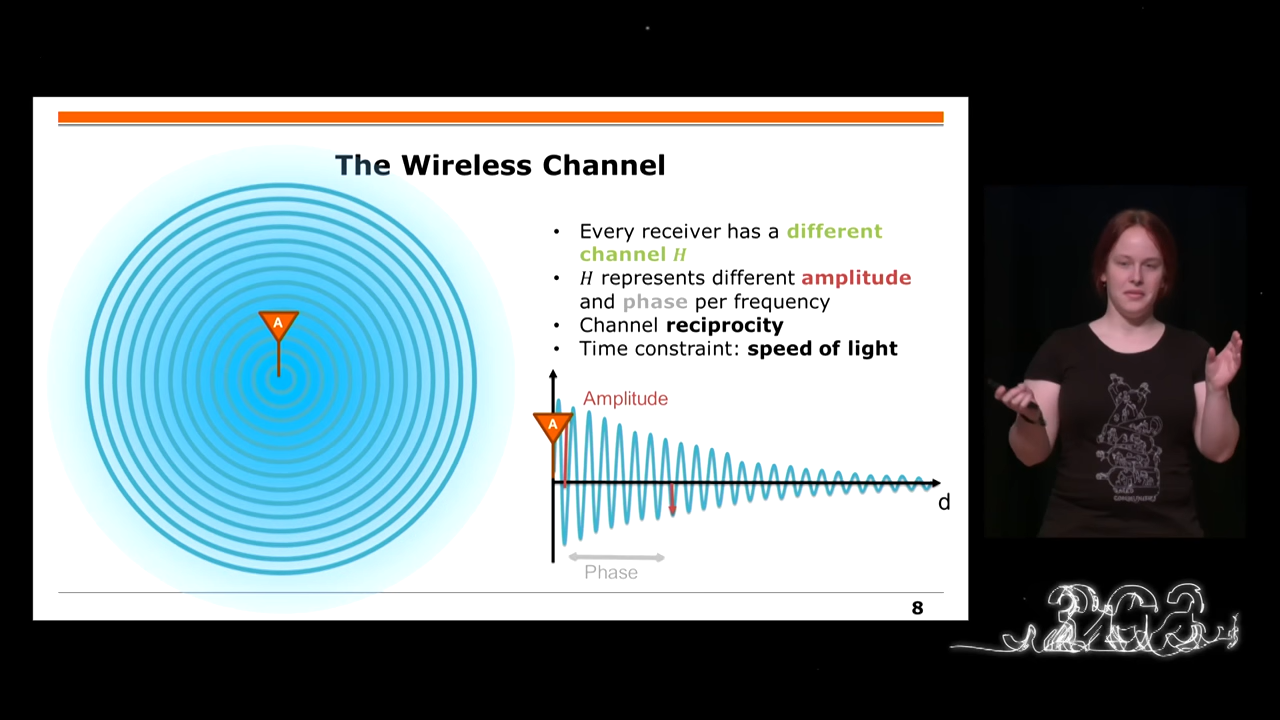 The Wireless Channel
• Every receiver has a different
channel H
• H represents different amplitude
and phase per frequency
• Channel reciprocity
• Time constraint: speed of light
A
Amplitude
A
d
Phase
8
36C3